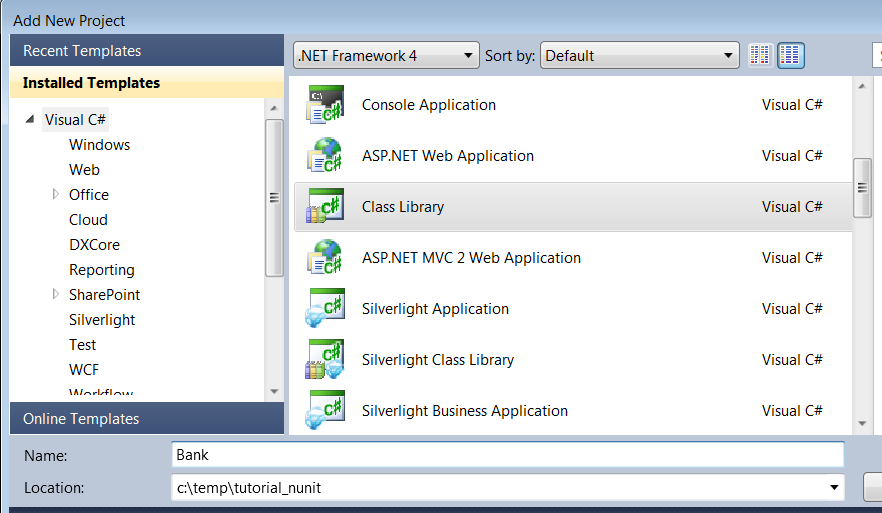 Add New Project
Recent Templates
Installed Templates
Visual C#
Windows
Web
Office
Cloud
DXCore
Reporting
SharePoint
Silverlight
Test
WCF
Workflow
Online Templates
.NET Framework 4
Sort by: Default
Console Application Visual C#
ASP.NET Web Application Visual C#
Class Library Visual C#
ASP.NET MVC 2 Web Application Visual C#
Silverlight Application Visual C#
Silverlight Class Library Visual C#
Silverlight Business Application Visual C#
Name: Bank
Location: c:\temp\tutorial_nunit